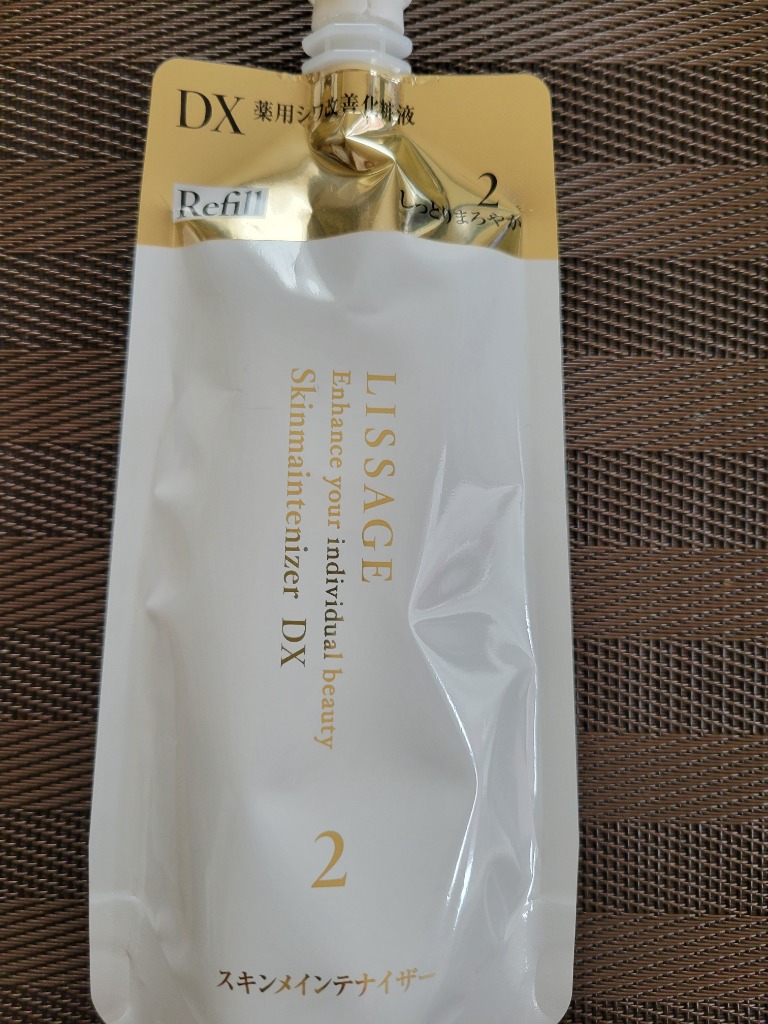 DX 薬用シワ改善化粧液
Refill
2
しっとりまろやか
LISSAGE
Enhance your individual beauty
Skinmaintenizer DX
2
スキンメインテナイザー